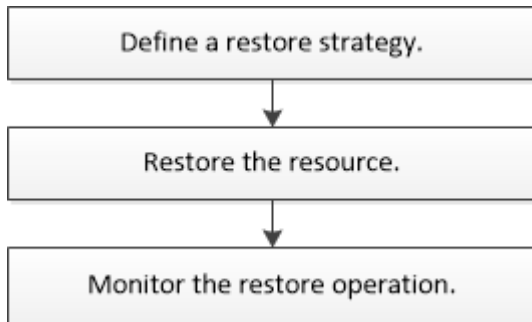 Define a restore strategy.
Restore the resource.
Monitor the restore operation.